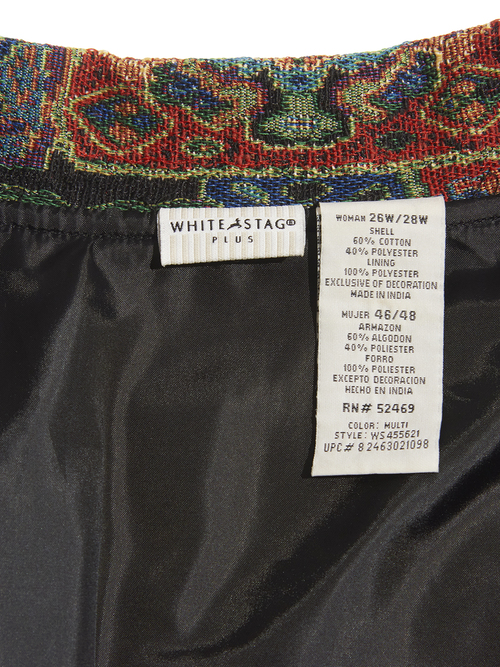 WHITE STAG®
PLUS
WOMAN 26W/28W
SHELL
60% COTTON
40% POLYESTER
LINING
100% POLYESTER
EXCLUSIVE OF DECORATION
MADE IN INDIA
MUJER 46/48
ARMAZON
60% ALGODON
40% POLIESTER
FORRO
100% POLIESTER
EXCEPTO DECORACION
HECHO EN INDIA
RN# 52469
COLOR: MULTI
STYLE: WS455621
UPC# 82463021098